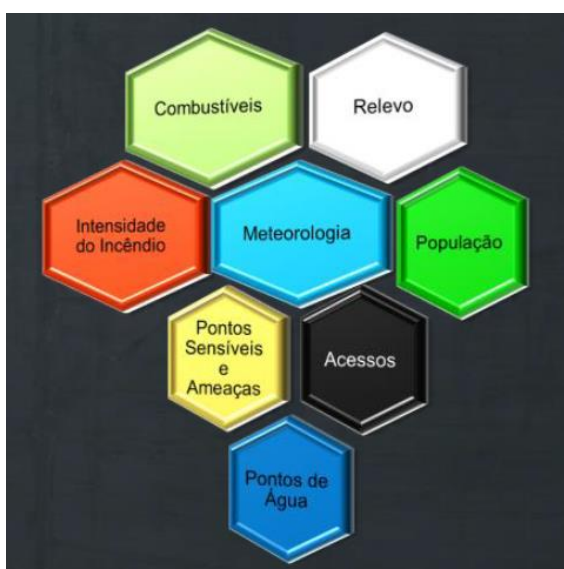 Combustíveis
Relevo
Intensidade
do Incêndio
Meteorologia
População
Pontos
Sensíveis
e
Ameaças
Acessos
Pontos de
Água